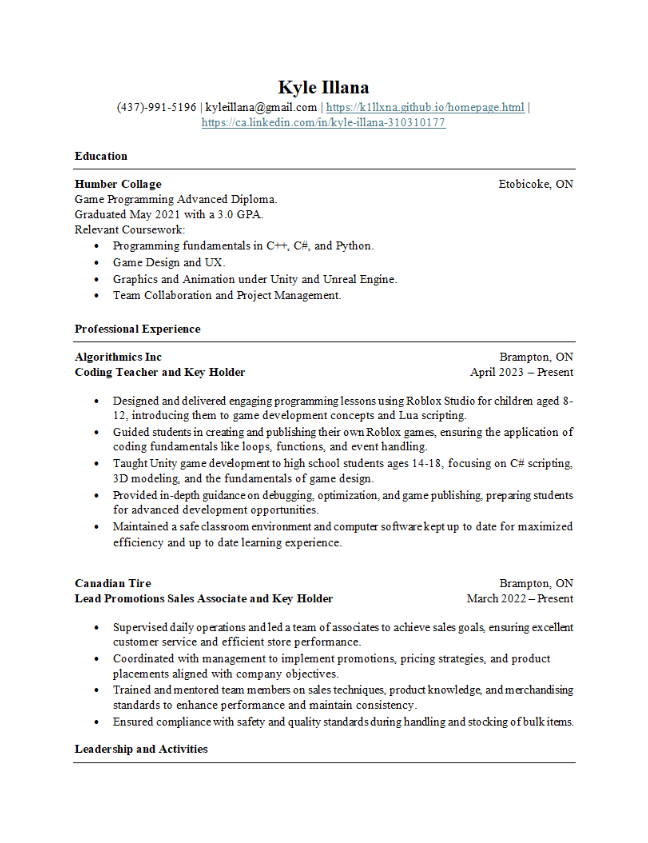 Kyle Illana
(437)-991-5196 | kyleillana@gmail.com | https://k1llxna.github.io/homepage.html |
https://ca.linkedin.com/in/kyle-illana-310310177
Education
Humber Collage Etobicoke, ON
Game Programming Advanced Diploma.
Graduated May 2021 with a 3.0 GPA.
Relevant Coursework:
• Programming fundamentals in C++, C#, and Python.
• Game Design and UX.
• Graphics and Animation under Unity and Unreal Engine.
• Team Collaboration and Project Management.
Professional Experience
Algorithmics Inc Brampton, ON
Coding Teacher and Key Holder April 2023 – Present
• Designed and delivered engaging programming lessons using Roblox Studio for children aged 8-
12, introducing them to game development concepts and Lua scripting.
• Guided students in creating and publishing their own Roblox games, ensuring the application of
coding fundamentals like loops, functions, and event handling.
• Taught Unity game development to high school students ages 14-18, focusing on C# scripting,
3D modeling, and the fundamentals of game design.
• Provided in-depth guidance on debugging, optimization, and game publishing, preparing students
for advanced development opportunities.
• Maintained a safe classroom environment and computer software kept up to date for maximized
efficiency and up to date learning experience.
Canadian Tire Brampton, ON
Lead Promotions Sales Associate and Key Holder March 2022 – Present
• Supervised daily operations and led a team of associates to achieve sales goals, ensuring excellent
customer service and efficient store performance.
• Coordinated with management to implement promotions, pricing strategies, and product
placements aligned with company objectives.
• Trained and mentored team members on sales techniques, product knowledge, and merchandising
standards to enhance performance and maintain consistency.
• Ensured compliance with safety and quality standards during handling and stocking of bulk items.
Leadership and Activities